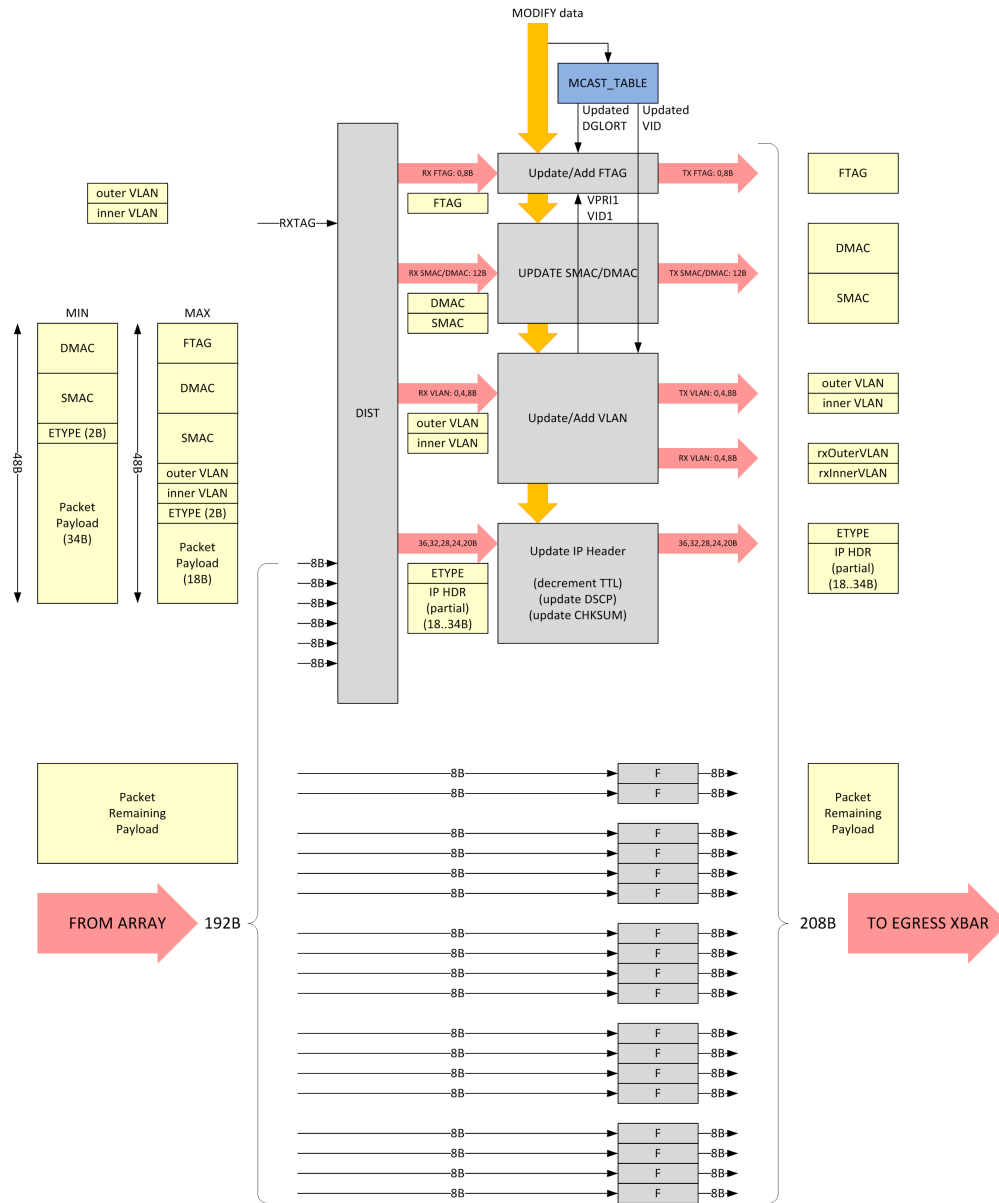 MODIFY data
MCAST_TABLE
Updated
DGLORT
Updated
VID
outer VLAN
inner VLAN
RXTAG
DIST
RX FTAG: 0,8B
FTAG
Update/Add FTAG
TX FTAG: 0,8B
FTAG
VPRI1
VID1
RX SMAC/DMAC: 12B
DMAC
SMAC
UPDATE SMAC/DMAC
TX SMAC/DMAC: 12B
DMAC
SMAC
MIN
48B
DMAC
SMAC
ETYPE (2B)
Packet
Payload
(34B)
MAX
48B
FTAG
DMAC
SMAC
outer VLAN
inner VLAN
ETYPE (2B)
Packet
Payload
(18B)
RX VLAN: 0,4,8B
outer VLAN
inner VLAN
Update/Add VLAN
TX VLAN: 0,4,8B
outer VLAN
inner VLAN
RX VLAN: 0,4,8B
rxOuterVLAN
rxInnerVLAN
8B
8B
8B
8B
8B
8B
36,32,28,24,20B
ETYPE
IP HDR
(partial)
(18..34B)
Update IP Header
(decrement TTL)
(update DSCP)
(update CHKSUM)
36,32,28,24,20B
ETYPE
IP HDR
(partial)
(18..34B)
Packet
Remaining
Payload
8B F 8B
8B F 8B
Packet
Remaining
Payload
8B F 8B
8B F 8B
8B F 8B
8B F 8B
FROM ARRAY
192B
208B
TO EGRESS XBAR
8B F 8B
8B F 8B
8B F 8B
8B F 8B
8B F 8B
8B F 8B
8B F 8B
8B F 8B
8B F 8B
8B F 8B
8B F 8B
8B F 8B